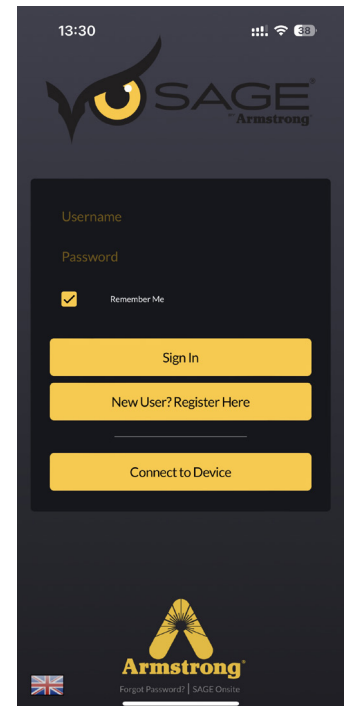 13:30
38
SAGE®
BY Armstrong
Username
Password
Remember Me
Sign In
New User? Register Here
Connect to Device
Armstrong®
Forgot Password? | SAGE Onsite